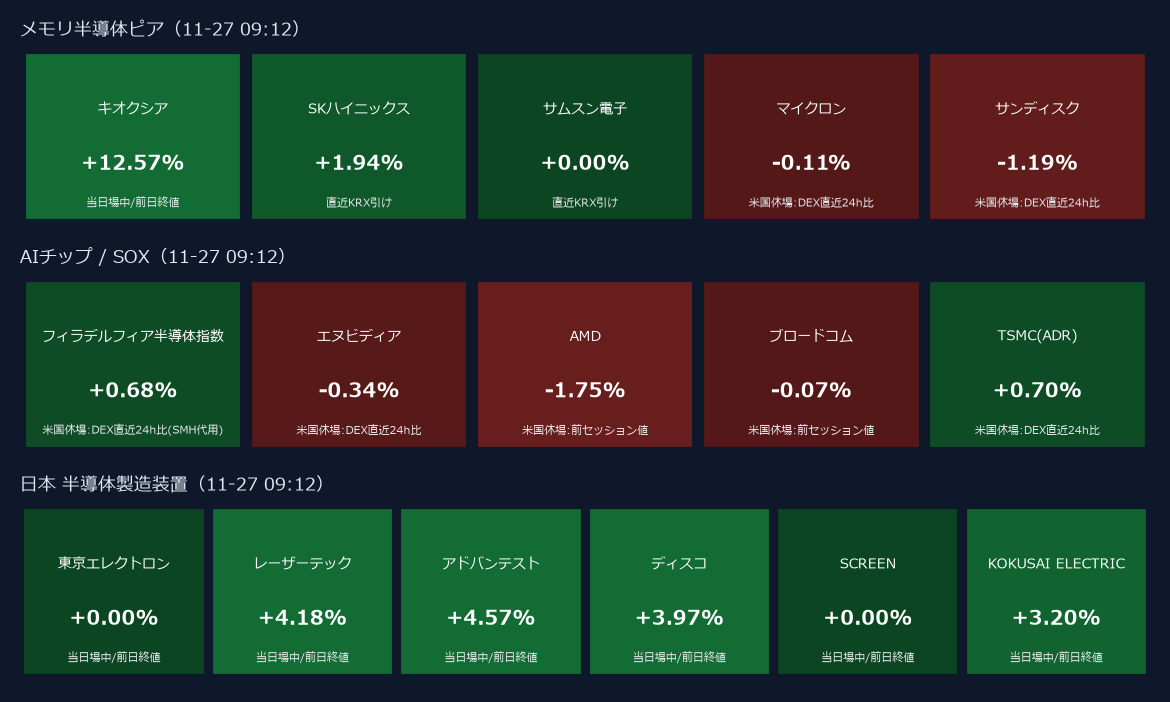 メモリ半導体ピア（11-27 09:12）
キオクシア
+12.57%
当日場中/前日終値
SKハイニックス
+1.94%
直近KRX引け
サムスン電子
+0.00%
直近KRX引け
マイクロン
-0.11%
米国休場:DEX直近24h比
サンディスク
-1.19%
米国休場:DEX直近24h比
AIチップ / SOX（11-27 09:12）
フィラデルフィア半導体指数
+0.68%
米国休場:DEX直近24h比(SMH代用)
エヌビディア
-0.34%
米国休場:DEX直近24h比
AMD
-1.75%
米国休場:前セッション値
ブロードコム
-0.07%
米国休場:前セッション値
TSMC(ADR)
+0.70%
米国休場:DEX直近24h比
日本 半導体製造装置（11-27 09:12）
東京エレクトロン
+0.00%
当日場中/前日終値
レーザーテック
+4.18%
当日場中/前日終値
アドバンテスト
+4.57%
当日場中/前日終値
ディスコ
+3.97%
当日場中/前日終値
SCREEN
+0.00%
当日場中/前日終値
KOKUSAI ELECTRIC
+3.20%
当日場中/前日終値